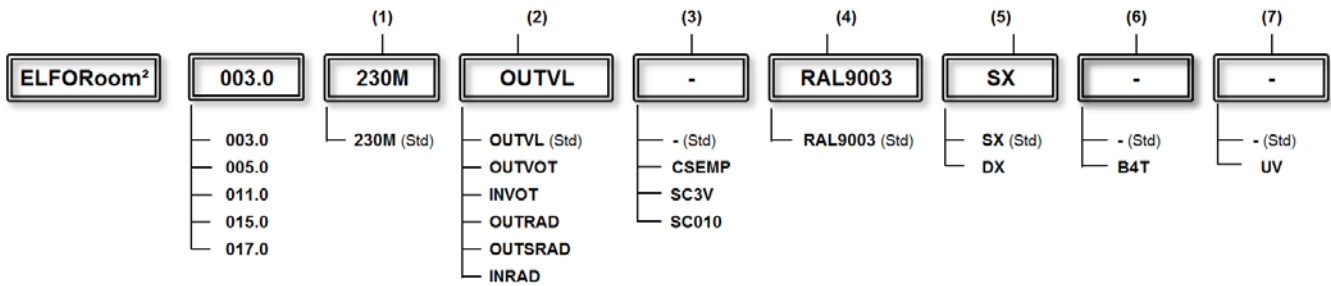 (1) (2) (3) (4) (5) (6) (7)
ELFORoom² 003.0 230M OUTVL - RAL9003 SX - -
003.0 230M (Std) OUTVL (Std) - (Std) RAL9003 (Std) SX (Std) - (Std) - (Std)
005.0 OUTVOT CSEMP DX B4T UV
011.0 INVOT SC3V
015.0 OUTRAD SC010
017.0 OUTSRAD
INRAD